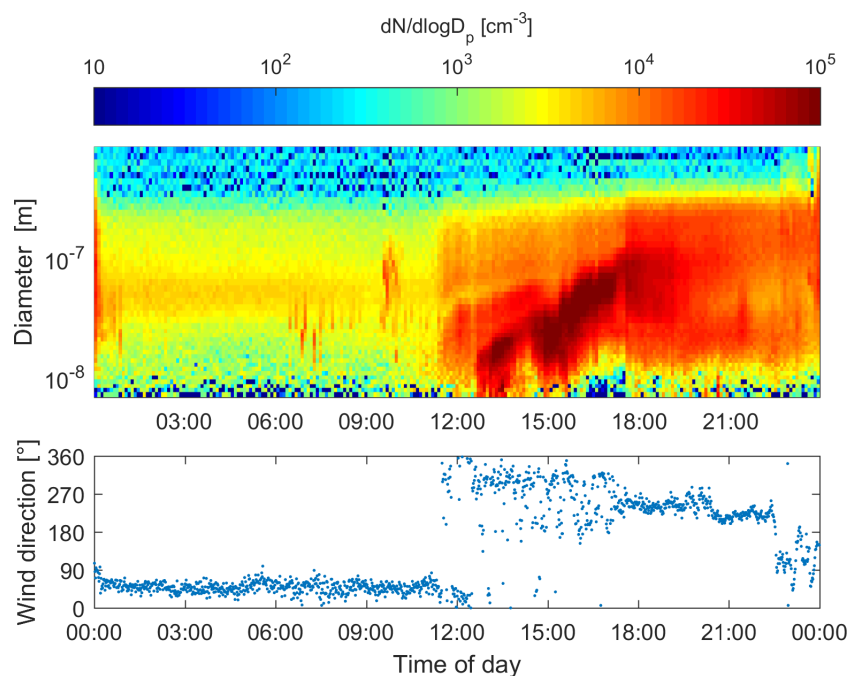 dN/dlogD_p [cm^-3]
10 10^2 10^3 10^4 10^5
Diameter [m]
10^-7
10^-8
03:00 06:00 09:00 12:00 15:00 18:00 21:00
Wind direction [°]
360
270
180
90
0
00:00 03:00 06:00 09:00 12:00 15:00 18:00 21:00 00:00
Time of day